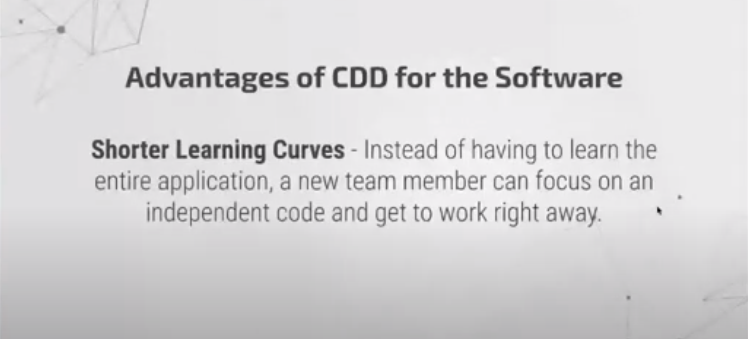 Advantages of CDD for the Software
Shorter Learning Curves - Instead of having to learn the
entire application, a new team member can focus on an
independent code and get to work right away.